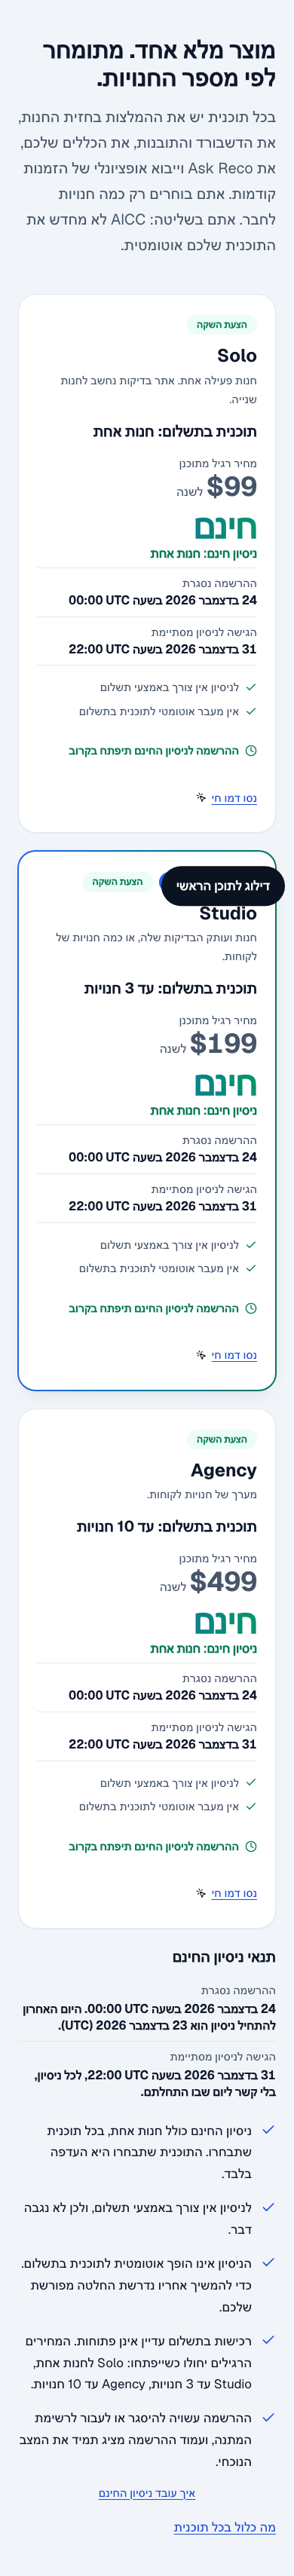 מוצר מלא אחד. מתומחר
לפי מספר החנויות.
בכל תוכנית יש את ההמלצות בחזית החנות,
את הדשבורד והתובנות, את הכללים שלכם,
את Ask Reco וייבוא אופציונלי של הזמנות
קודמות. אתם בוחרים רק כמה חנויות
לחבר. אתם בשליטה: AICC לא מחדש את
התוכנית שלכם אוטומטית.
הצעת השקה
Solo
חנות פעילה אחת. אתר בדיקות נחשב לחנות
שנייה.
תוכנית בתשלום: חנות אחת
מחיר רגיל מתוכנן
$99 לשנה
חינם
ניסיון חינם: חנות אחת
ההרשמה נסגרת
24 בדצמבר 2026 בשעה 00:00 UTC
הגישה לניסיון מסתיימת
31 בדצמבר 2026 בשעה 22:00 UTC
לניסיון אין צורך באמצעי תשלום
אין מעבר אוטומטי לתוכנית בתשלום
ההרשמה לניסיון החינם תיפתח בקרוב
נסו דמו חי
הצעת השקה
דילוג לתוכן הראשי
Studio
חנות ועותק הבדיקות שלה, או כמה חנויות של
לקוחות.
תוכנית בתשלום: עד 3 חנויות
מחיר רגיל מתוכנן
$199 לשנה
חינם
ניסיון חינם: חנות אחת
ההרשמה נסגרת
24 בדצמבר 2026 בשעה 00:00 UTC
הגישה לניסיון מסתיימת
31 בדצמבר 2026 בשעה 22:00 UTC
לניסיון אין צורך באמצעי תשלום
אין מעבר אוטומטי לתוכנית בתשלום
ההרשמה לניסיון החינם תיפתח בקרוב
נסו דמו חי
הצעת השקה
Agency
מערך של חנויות לקוחות.
תוכנית בתשלום: עד 10 חנויות
מחיר רגיל מתוכנן
$499 לשנה
חינם
ניסיון חינם: חנות אחת
ההרשמה נסגרת
24 בדצמבר 2026 בשעה 00:00 UTC
הגישה לניסיון מסתיימת
31 בדצמבר 2026 בשעה 22:00 UTC
לניסיון אין צורך באמצעי תשלום
אין מעבר אוטומטי לתוכנית בתשלום
ההרשמה לניסיון החינם תיפתח בקרוב
נסו דמו חי
תנאי ניסיון החינם
ההרשמה נסגרת
24 בדצמבר 2026 בשעה 00:00 UTC. היום האחרון
להתחיל ניסיון הוא 23 בדצמבר 2026 (UTC).
הגישה לניסיון מסתיימת
31 בדצמבר 2026 בשעה 22:00 UTC, לכל ניסיון,
בלי קשר ליום שבו התחלתם.
ניסיון החינם כולל חנות אחת, בכל תוכנית
שתבחרו. התוכנית שתבחרו היא העדפה
בלבד.
לניסיון אין צורך באמצעי תשלום, ולכן לא נגבה
דבר.
הניסיון אינו הופך אוטומטית לתוכנית בתשלום.
כדי להמשיך אחריו נדרשת החלטה מפורשת
שלכם.
רכישות בתשלום עדיין אינן פתוחות. המחירים
הרגילים יחולו כשייפתחו: Solo לחנות אחת,
Studio עד 3 חנויות, Agency עד 10 חנויות.
ההרשמה עשויה להיסגר או לעבור לרשימת
המתנה, ועמוד ההרשמה מציג תמיד את המצב
הנוכחי.
איך עובד ניסיון החינם
מה כלול בכל תוכנית